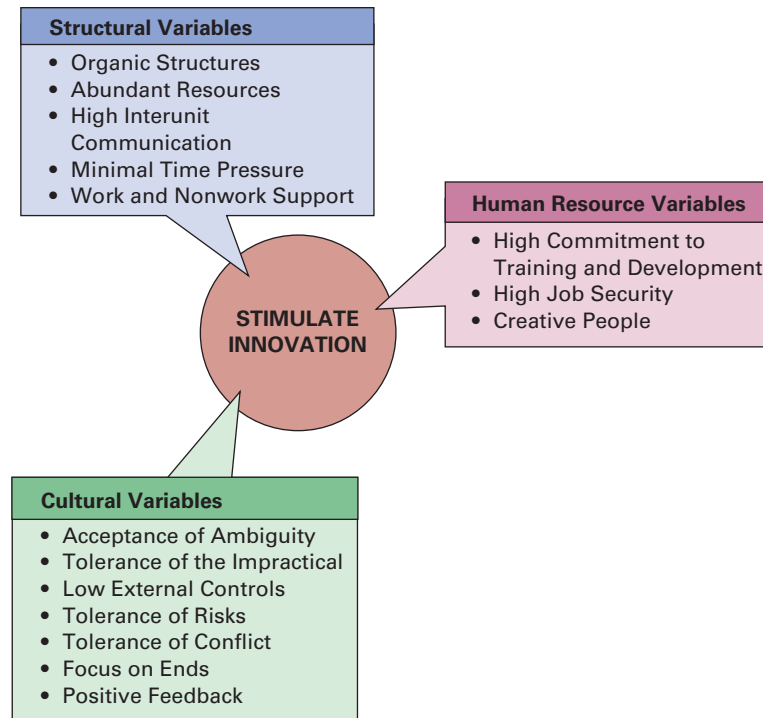 Structural Variables
• Organic Structures
• Abundant Resources
• High Interunit
Communication
• Minimal Time Pressure
• Work and Nonwork Support
Human Resource Variables
• High Commitment to
Training and Development
• High Job Security
• Creative People
STIMULATE
INNOVATION
Cultural Variables
• Acceptance of Ambiguity
• Tolerance of the Impractical
• Low External Controls
• Tolerance of Risks
• Tolerance of Conflict
• Focus on Ends
• Positive Feedback